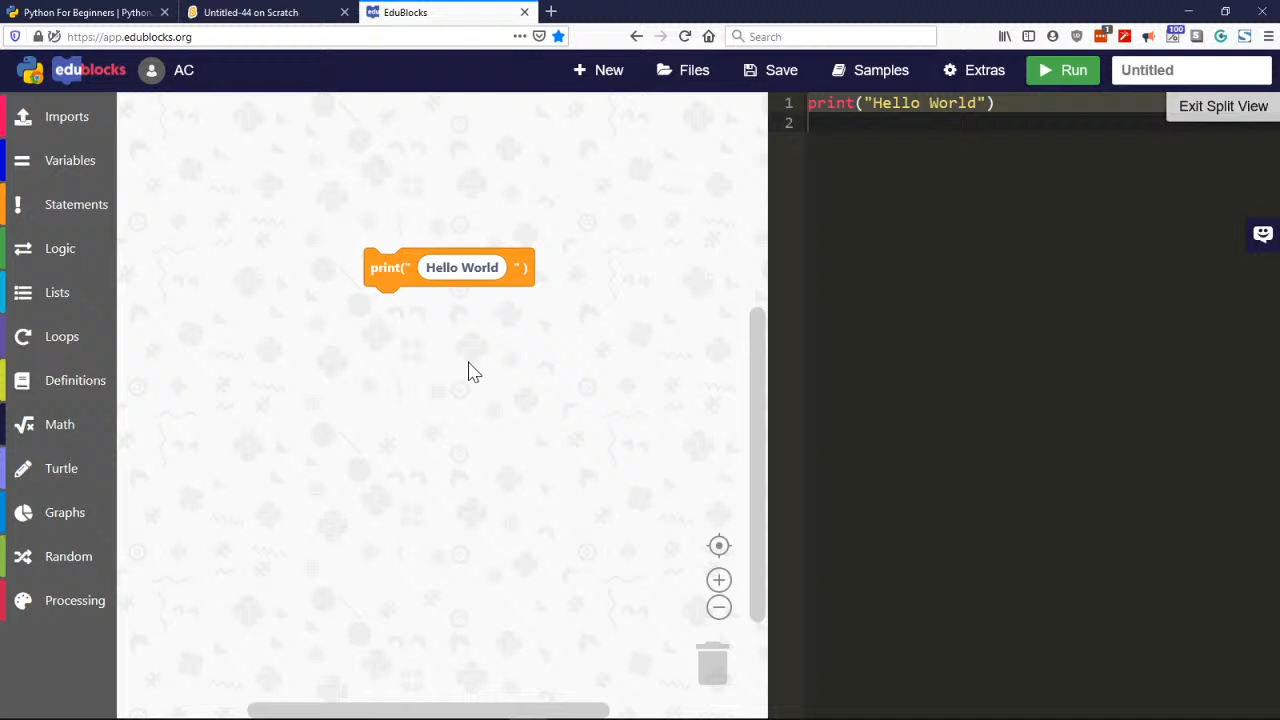 Python For Beginners | Python.
Untitled-44 on Scratch
EduBlocks
https://app.edublocks.org
Search
1
100
edublocks
AC
New
Files
Save
Samples
Extras
Run
Untitled
Imports
Variables
Statements
Logic
Lists
Loops
Definitions
Math
Turtle
Graphs
Random
Processing
print(" Hello World " )
1 print("Hello World")
2
Exit Split View